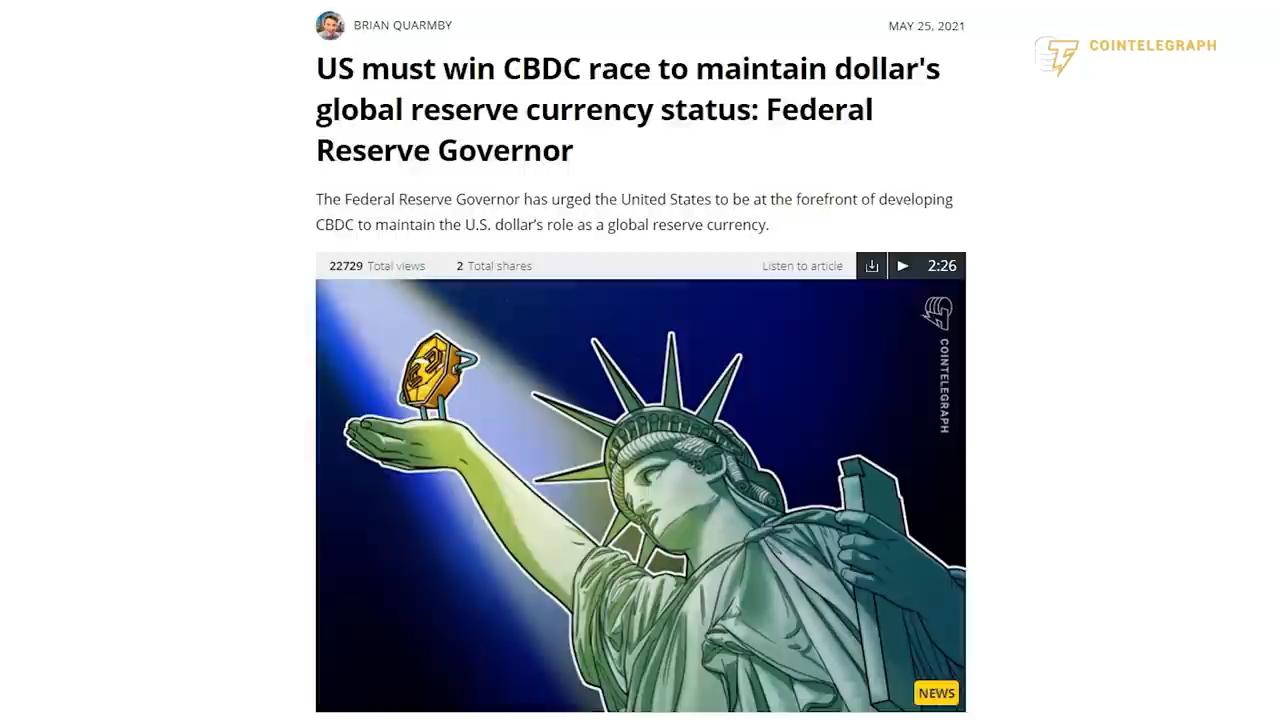 BRIAN QUARMBY
MAY 25, 2021
COINTELEGRAPH
US must win CBDC race to maintain dollar's
global reserve currency status: Federal
Reserve Governor
The Federal Reserve Governor has urged the United States to be at the forefront of developing
CBDC to maintain the U.S. dollar’s role as a global reserve currency.
22729 Total views 2 Total shares Listen to article 2:26
COINTELEGRAPH
NEWS